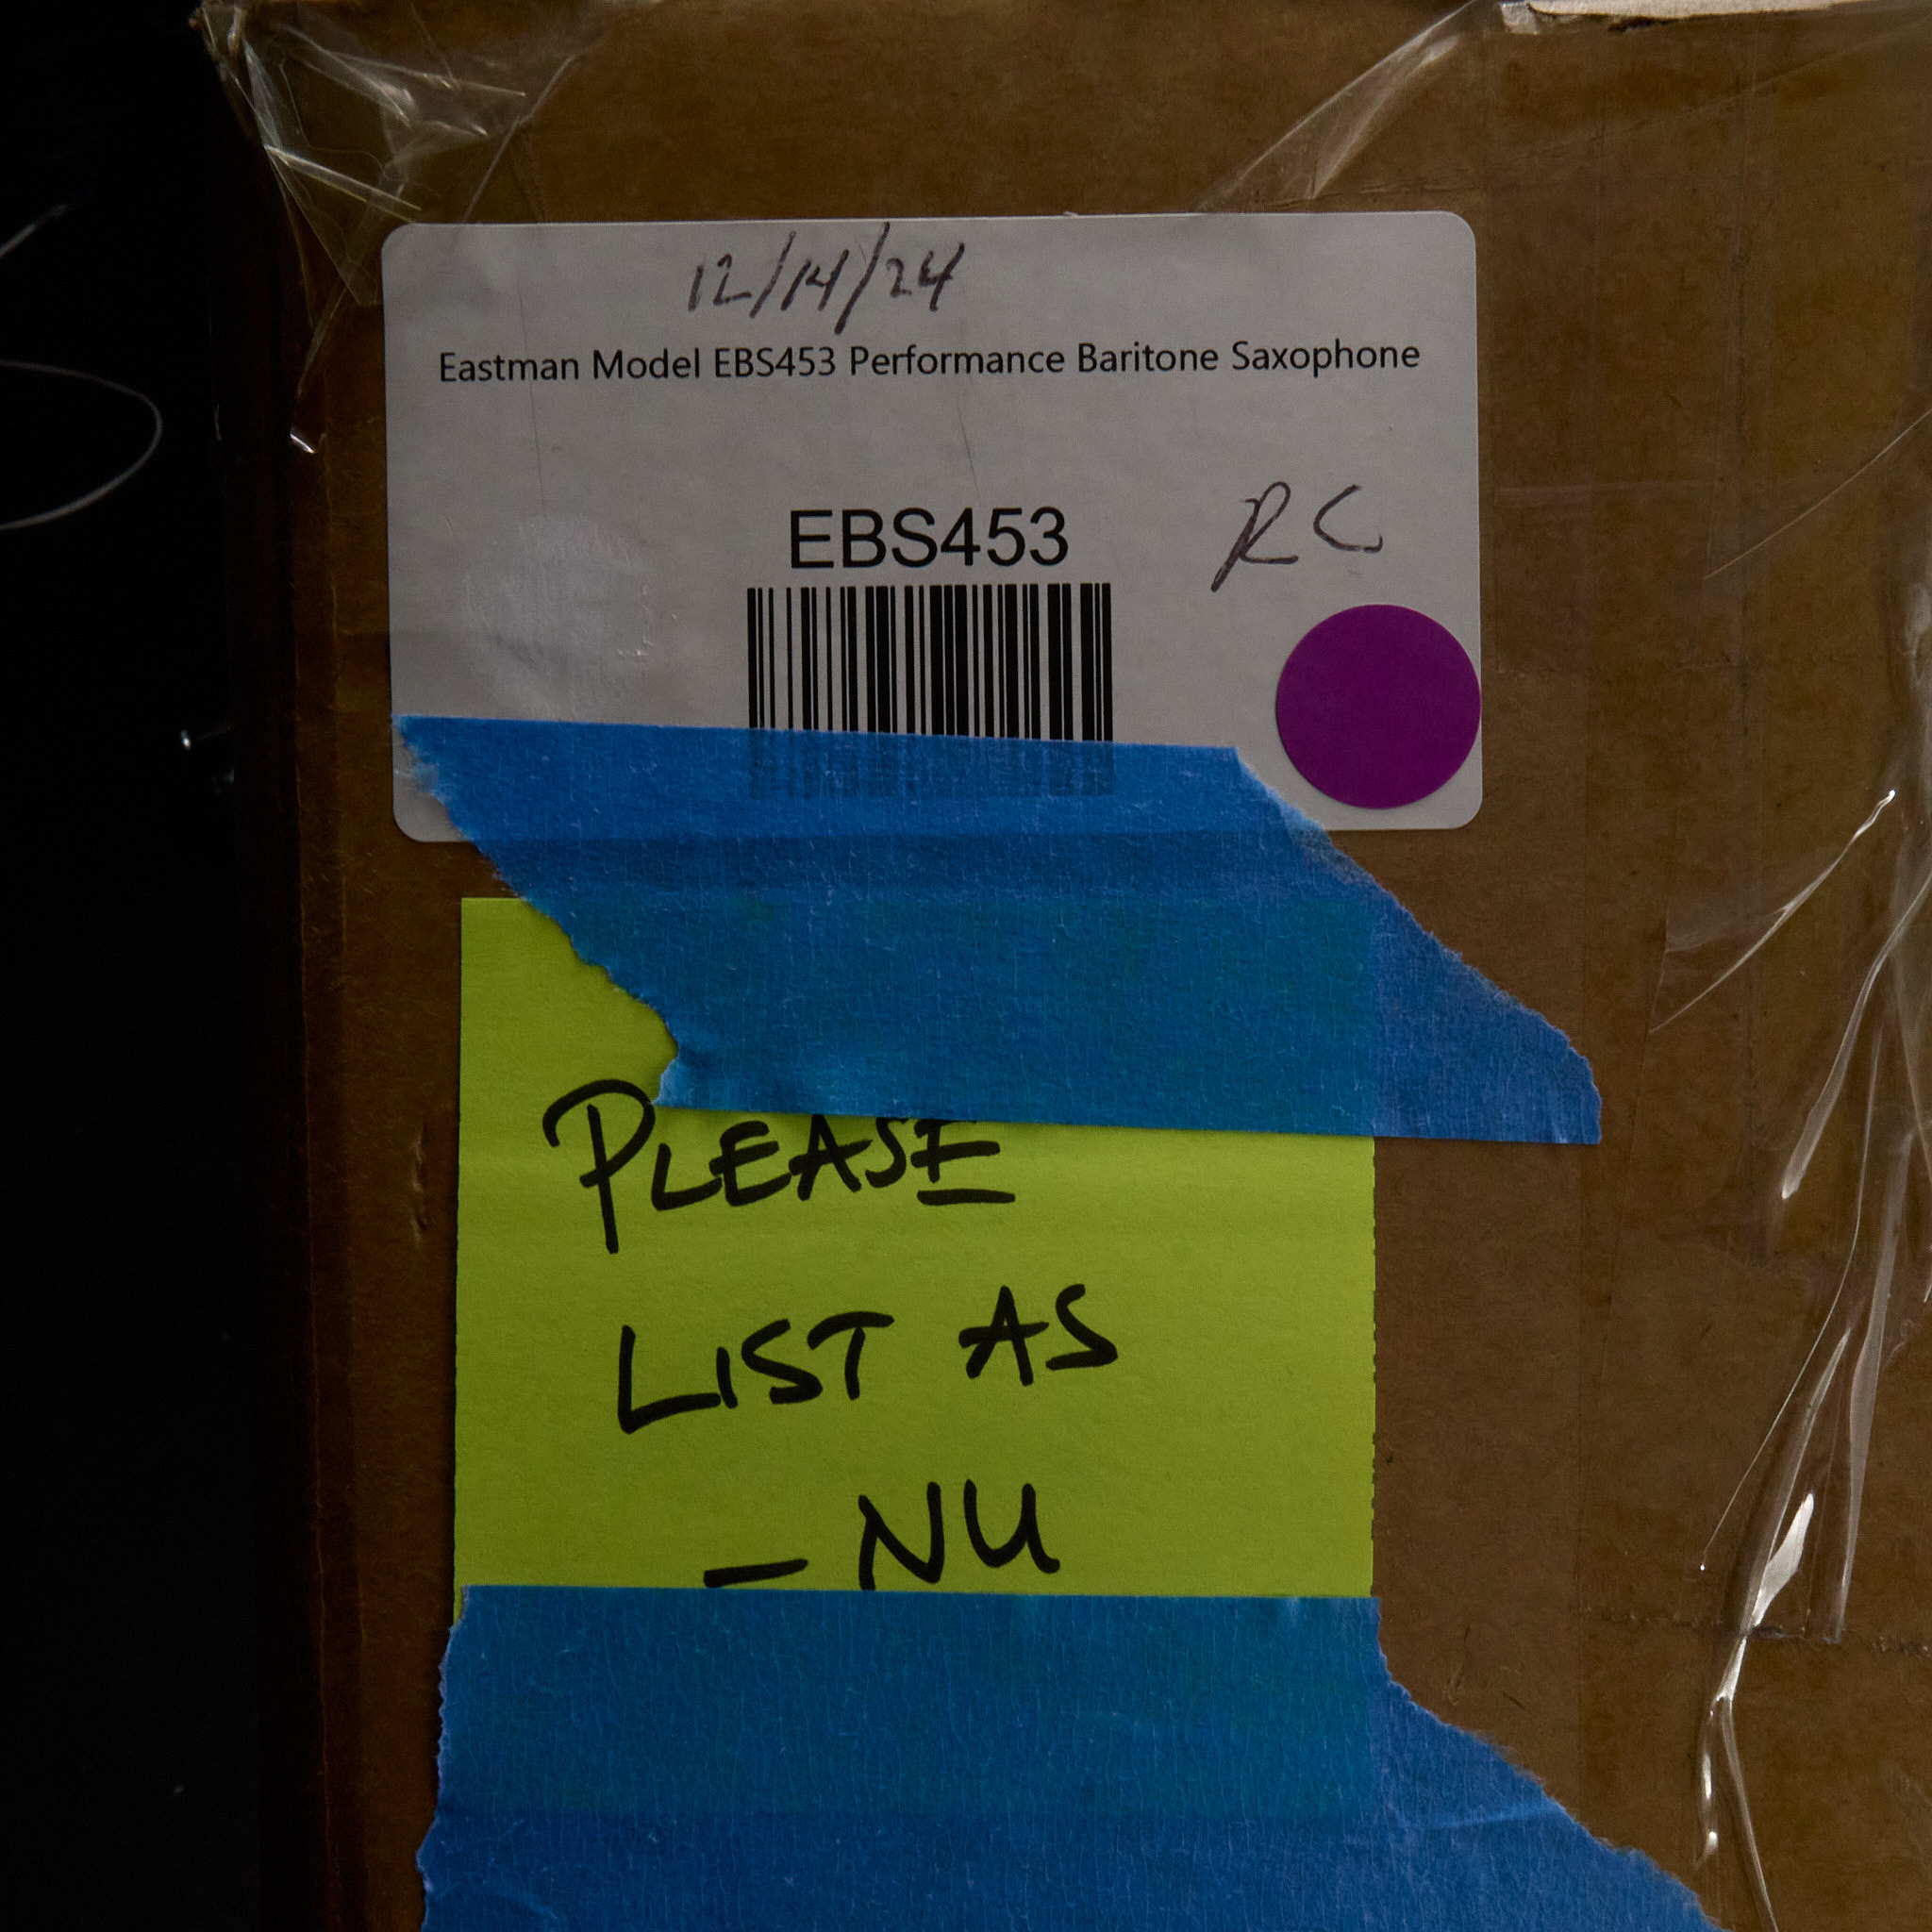 12/14/24
Eastman Model EBS453 Performance Baritone Saxophone
EBS453
RC
PLEASE
LIST AS
-NU